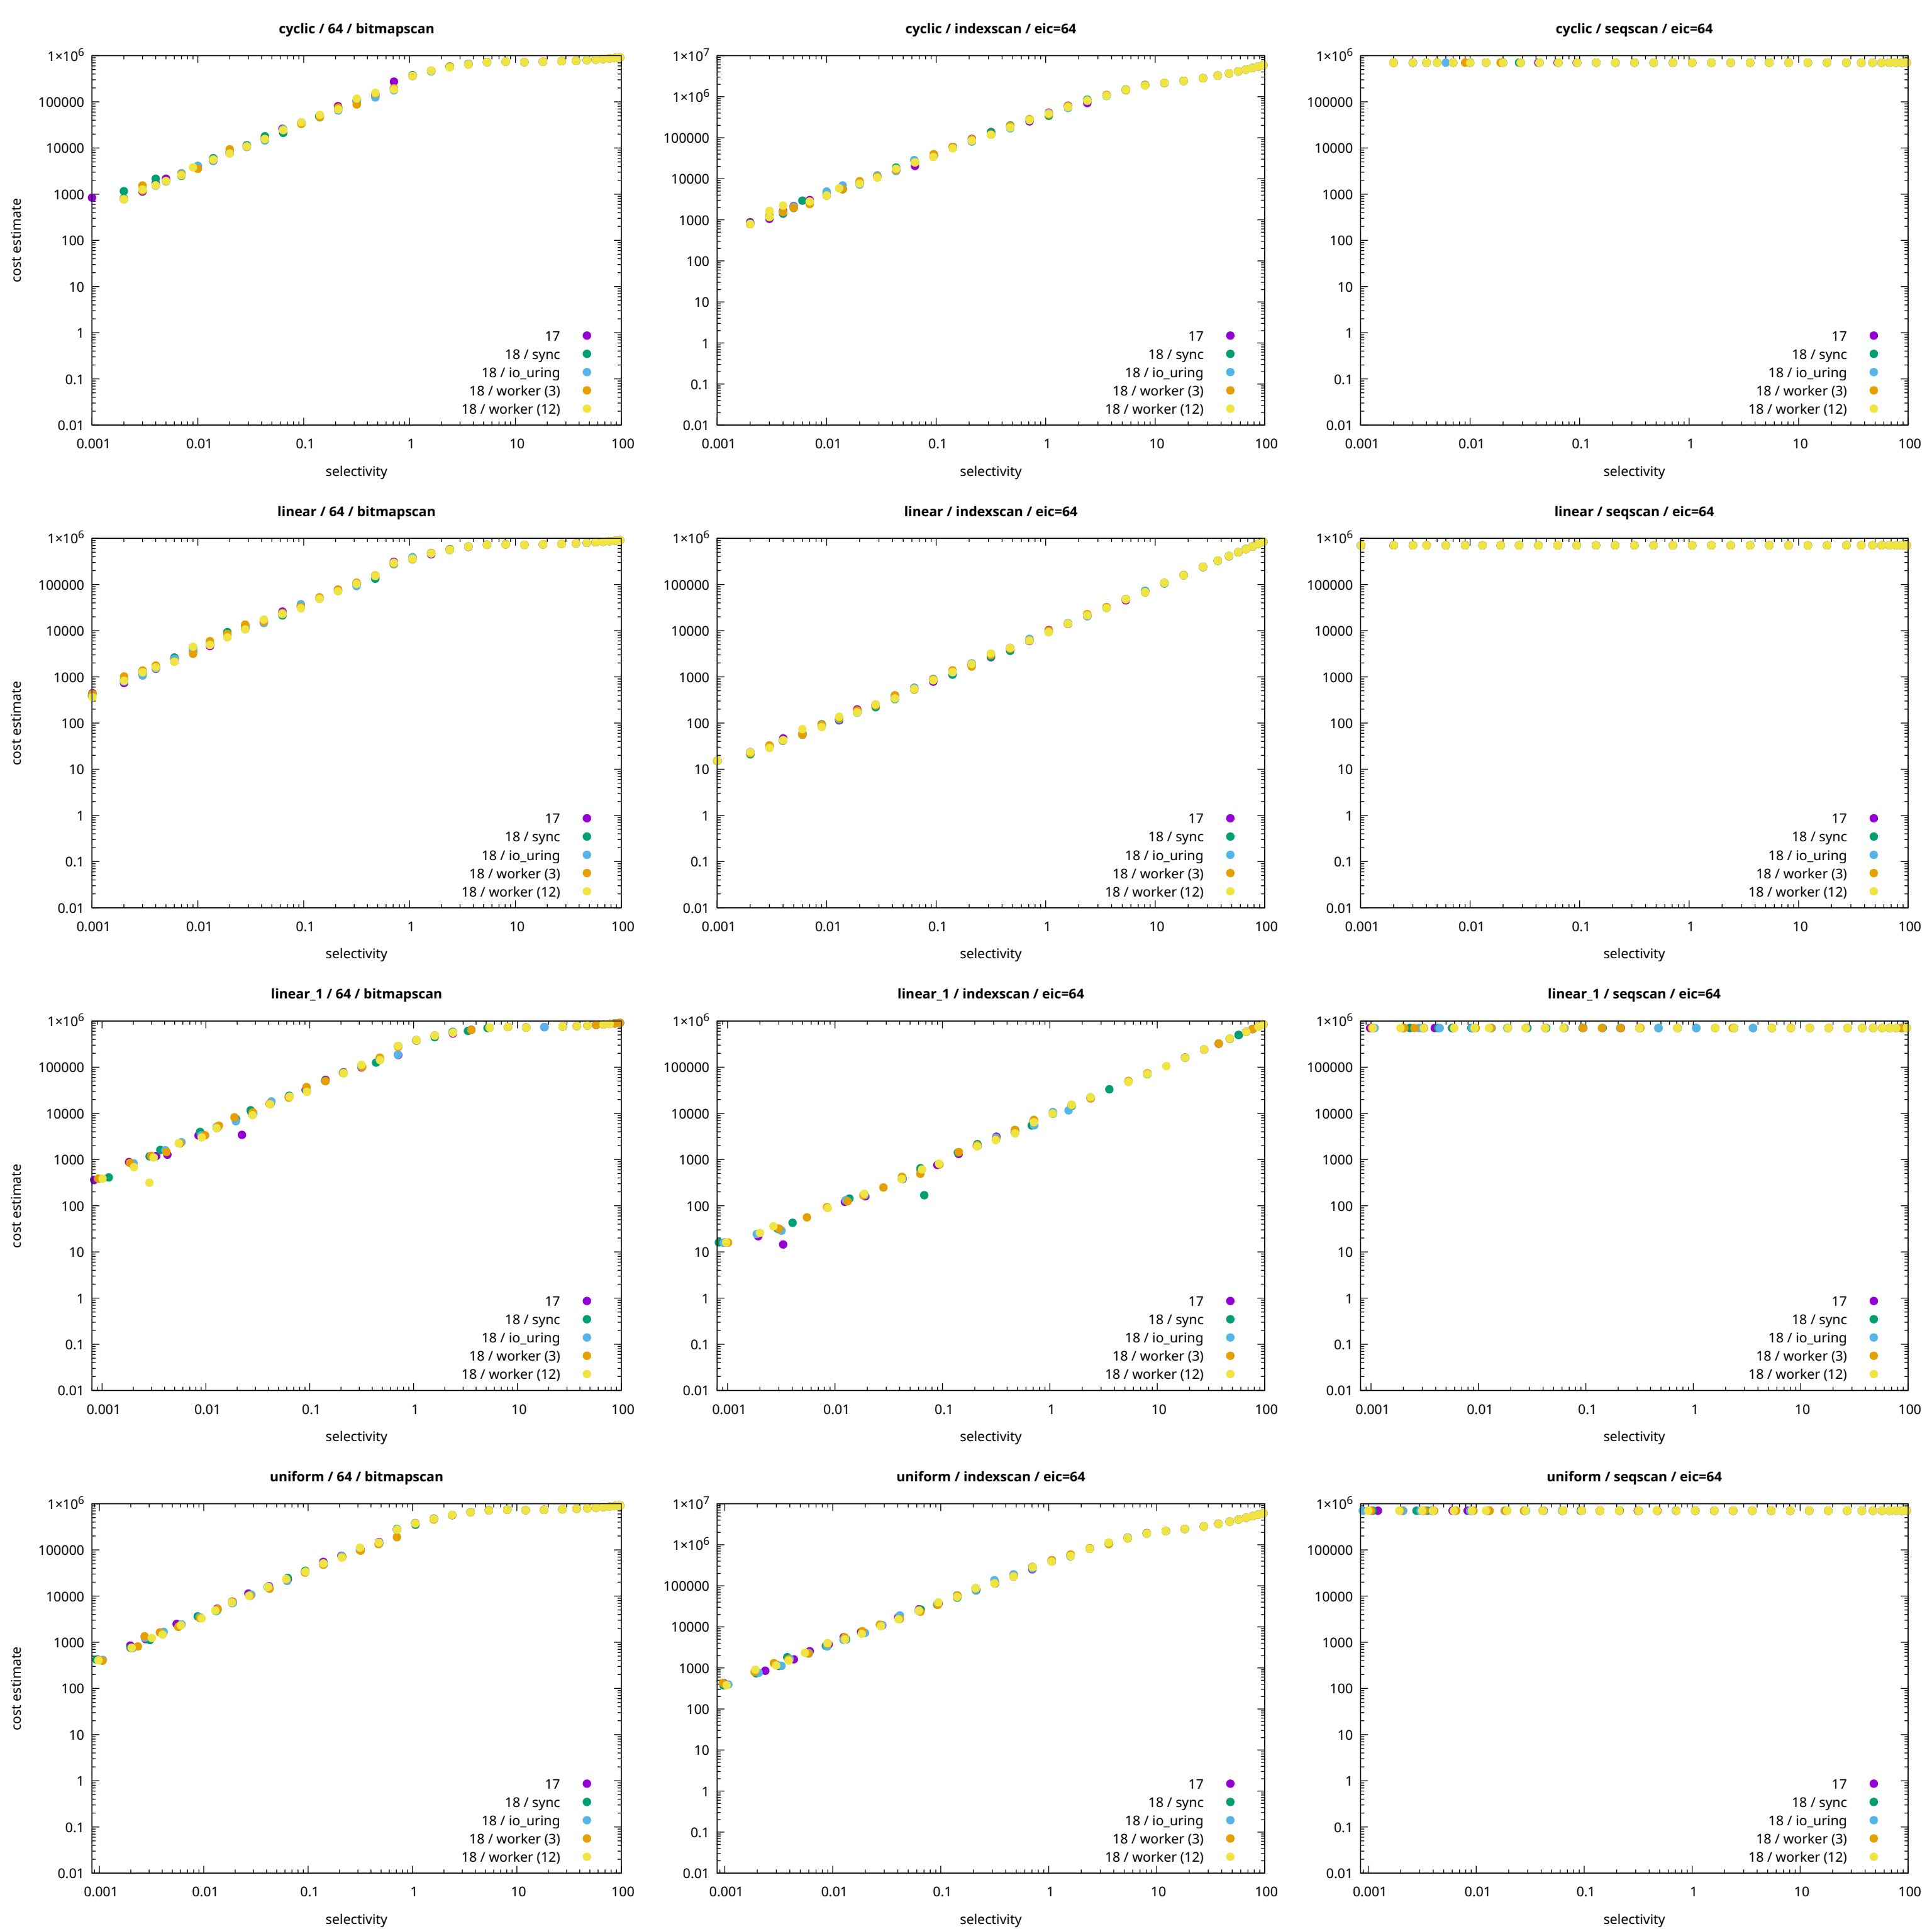 cyclic / 64 / bitmapscan
1×10⁶
100000
10000
1000
100
10
1
0.1
0.01
cost estimate
17
18 / sync
18 / io_uring
18 / worker (3)
18 / worker (12)
0.001 0.01 0.1 1 10 100
selectivity
cyclic / indexscan / eic=64
1×10⁷
1×10⁶
100000
10000
1000
100
10
1
0.1
0.01
17
18 / sync
18 / io_uring
18 / worker (3)
18 / worker (12)
0.001 0.01 0.1 1 10 100
selectivity
cyclic / seqscan / eic=64
1×10⁶
100000
10000
1000
100
10
1
0.1
0.01
17
18 / sync
18 / io_uring
18 / worker (3)
18 / worker (12)
0.001 0.01 0.1 1 10 100
selectivity
linear / 64 / bitmapscan
1×10⁶
100000
10000
1000
100
10
1
0.1
0.01
cost estimate
17
18 / sync
18 / io_uring
18 / worker (3)
18 / worker (12)
0.001 0.01 0.1 1 10 100
selectivity
linear / indexscan / eic=64
1×10⁶
100000
10000
1000
100
10
1
0.1
0.01
17
18 / sync
18 / io_uring
18 / worker (3)
18 / worker (12)
0.001 0.01 0.1 1 10 100
selectivity
linear / seqscan / eic=64
1×10⁶
100000
10000
1000
100
10
1
0.1
0.01
17
18 / sync
18 / io_uring
18 / worker (3)
18 / worker (12)
0.001 0.01 0.1 1 10 100
selectivity
linear_1 / 64 / bitmapscan
1×10⁶
100000
10000
1000
100
10
1
0.1
0.01
cost estimate
17
18 / sync
18 / io_uring
18 / worker (3)
18 / worker (12)
0.001 0.01 0.1 1 10 100
selectivity
linear_1 / indexscan / eic=64
1×10⁶
100000
10000
1000
100
10
1
0.1
0.01
17
18 / sync
18 / io_uring
18 / worker (3)
18 / worker (12)
0.001 0.01 0.1 1 10 100
selectivity
linear_1 / seqscan / eic=64
1×10⁶
100000
10000
1000
100
10
1
0.1
0.01
17
18 / sync
18 / io_uring
18 / worker (3)
18 / worker (12)
0.001 0.01 0.1 1 10 100
selectivity
uniform / 64 / bitmapscan
1×10⁶
100000
10000
1000
100
10
1
0.1
0.01
cost estimate
17
18 / sync
18 / io_uring
18 / worker (3)
18 / worker (12)
0.001 0.01 0.1 1 10 100
selectivity
uniform / indexscan / eic=64
1×10⁷
1×10⁶
100000
10000
1000
100
10
1
0.1
0.01
17
18 / sync
18 / io_uring
18 / worker (3)
18 / worker (12)
0.001 0.01 0.1 1 10 100
selectivity
uniform / seqscan / eic=64
1×10⁶
100000
10000
1000
100
10
1
0.1
0.01
17
18 / sync
18 / io_uring
18 / worker (3)
18 / worker (12)
0.001 0.01 0.1 1 10 100
selectivity